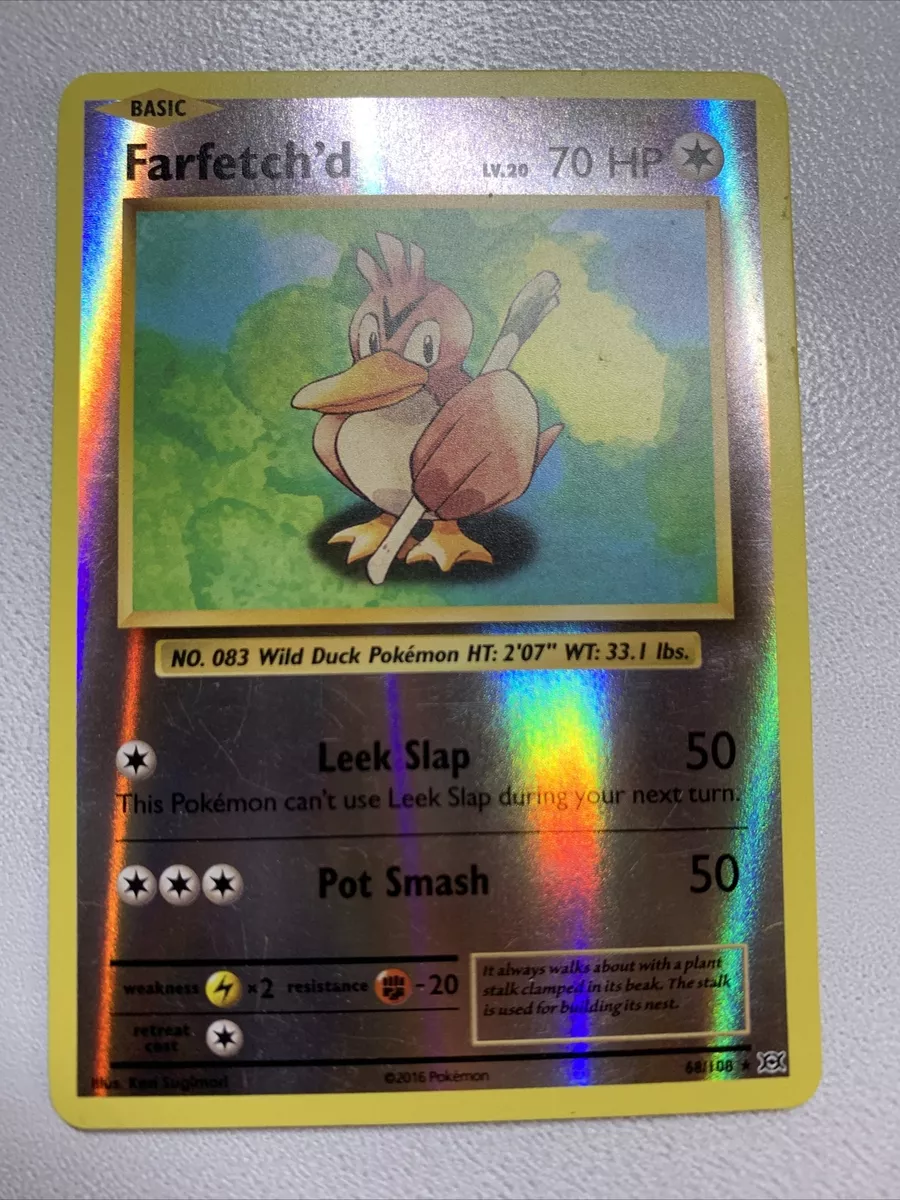 BASIC
Farfetch'd LV.20 70 HP
NO. 083 Wild Duck Pokémon HT: 2'07" WT: 33.1 lbs.
Leek Slap 50
This Pokémon can't use Leek Slap during your next turn.
Pot Smash 50
weakness ×2 resistance -20
It always walks about with a plant
stalk clamped in its beak. The stalk
is used for building its nest.
retreat
cost
Illus. Ken Sugimori ©2016 Pokémon 68/108 ★